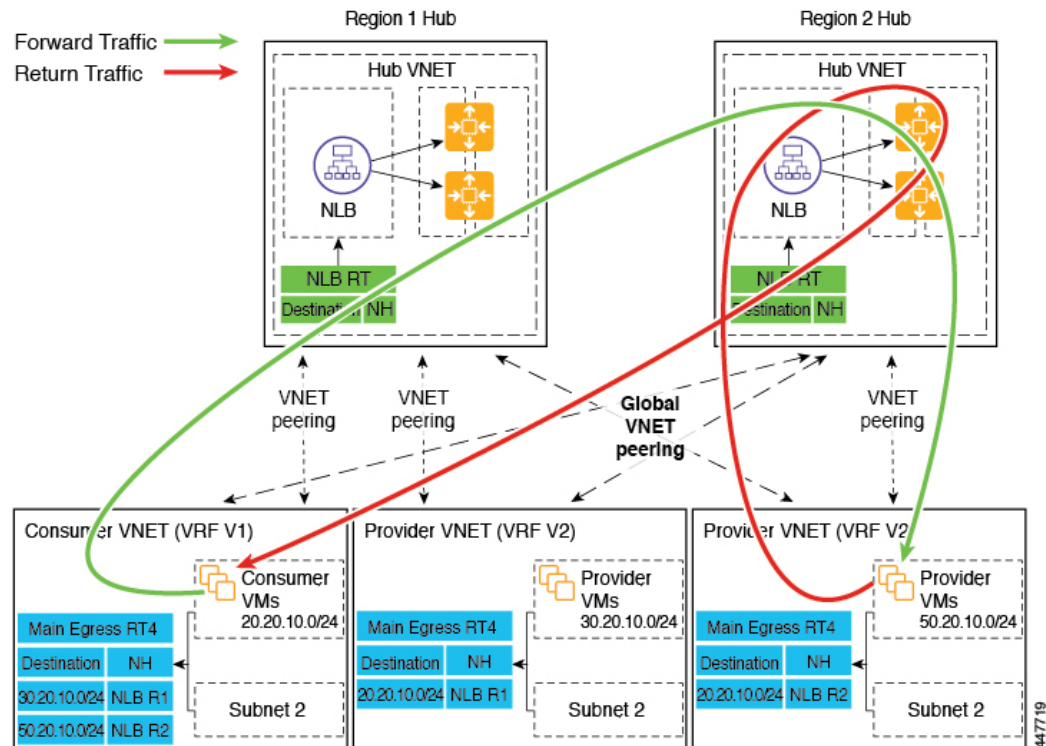 Region 1 Hub
Region 2 Hub
Forward Traffic
Return Traffic
Hub VNET
Hub VNET
NLB
NLB
NLB RT
Destination NH
NLB RT
Destination NH
VNET
peering
VNET
peering
Global
VNET
peering
VNET
peering
Consumer VNET (VRF V1)
Consumer
VMs
20.20.10.0/24
Main Egress RT4
Destination NH
30.20.10.0/24 NLB R1
50.20.10.0/24 NLB R2
Subnet 2
Provider VNET (VRF V2)
Provider
VMs
30.20.10.0/24
Main Egress RT4
Destination NH
20.20.10.0/24 NLB R1
Subnet 2
Provider VNET (VRF V2
Provider
VMs
50.20.10.0/24
Main Egress RT4
Destination NH
20.20.10.0/24 NLB R2
Subnet 2
447719